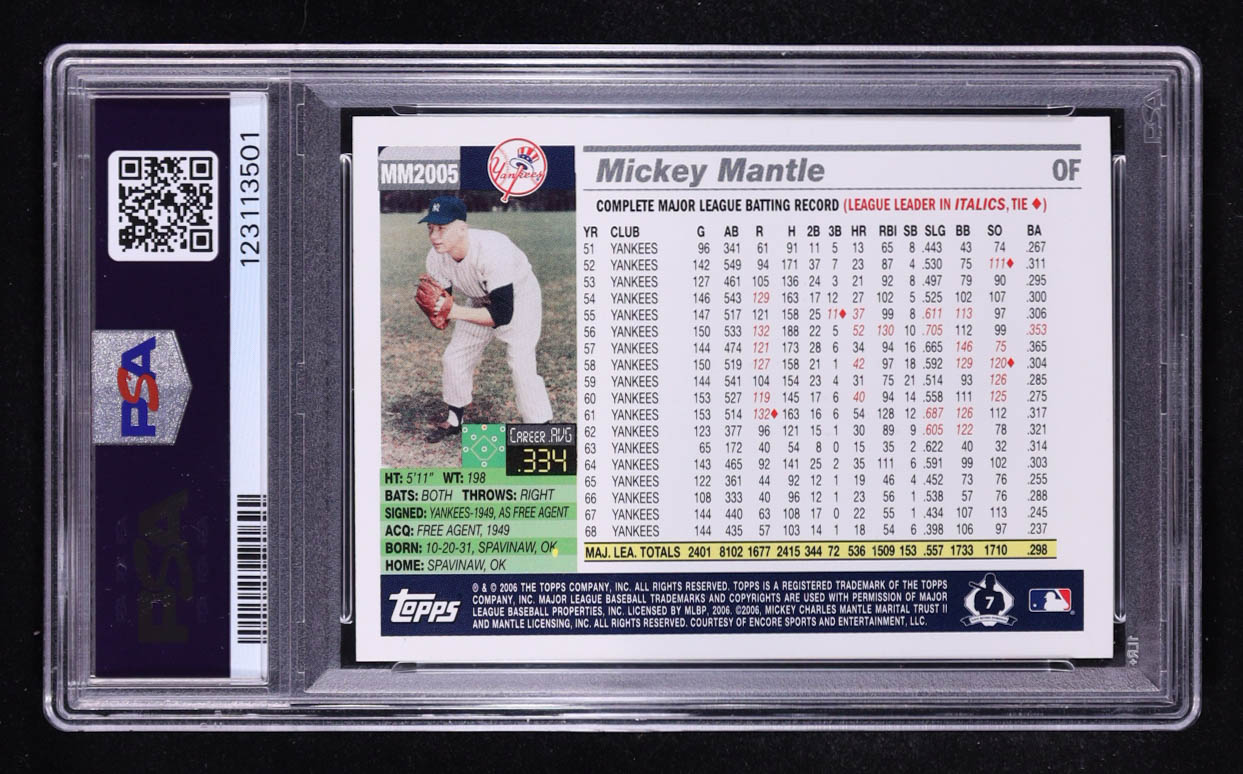 123113501
PSA
PSA
PSA
MM2005
Yankees
Mickey Mantle OF
COMPLETE MAJOR LEAGUE BATTING RECORD (LEAGUE LEADER IN ITALICS, TIE ♦)
YR CLUB G AB R H 2B 3B HR RBI SB SLG BB SO BA
51 YANKEES 96 341 61 91 11 5 13 65 8 .443 43 74 .267
52 YANKEES 142 549 94 171 37 7 23 87 4 .530 75 111♦ .311
53 YANKEES 127 461 105 136 24 3 21 92 8 .497 79 90 .295
54 YANKEES 146 543 129 163 17 12 27 102 5 .525 102 107 .300
55 YANKEES 147 517 121 158 25 11♦ 37 99 8 .611 113 97 .306
56 YANKEES 150 533 132 188 22 5 52 130 10 .705 112 99 .353
57 YANKEES 144 474 121 173 28 6 34 94 16 .665 146 75 .365
58 YANKEES 150 519 127 158 21 1 42 97 18 .592 129 120♦ .304
59 YANKEES 144 541 104 154 23 4 31 75 21 .514 93 126 .285
60 YANKEES 153 527 119 145 17 6 40 94 14 .558 111 125 .275
61 YANKEES 153 514 132♦ 163 16 6 54 128 12 .687 126 112 .317
62 YANKEES 123 377 96 121 15 1 30 89 9 .605 122 78 .321
63 YANKEES 65 172 40 54 8 0 15 35 2 .622 40 32 .314
64 YANKEES 143 465 92 141 25 2 35 111 6 .591 99 102 .303
65 YANKEES 122 361 44 92 12 1 19 46 4 .452 73 76 .255
66 YANKEES 108 333 40 96 12 1 23 56 1 .538 57 76 .288
67 YANKEES 144 440 63 108 17 0 22 55 1 .434 107 113 .245
68 YANKEES 144 435 57 103 14 1 18 54 6 .398 106 97 .237
MAJ. LEA. TOTALS 2401 8102 1677 2415 344 72 536 1509 153 .557 1733 1710 .298
CAREER .AVG
.334
HT: 5'11" WT: 198
BATS: BOTH THROWS: RIGHT
SIGNED: YANKEES-1949, AS FREE AGENT
ACQ: FREE AGENT, 1949
BORN: 10-20-31, SPAVINAW, OK
HOME: SPAVINAW, OK
Topps
® & © 2006 THE TOPPS COMPANY, INC. ALL RIGHTS RESERVED. TOPPS IS A REGISTERED TRADEMARK OF THE TOPPS
COMPANY, INC. MAJOR LEAGUE BASEBALL TRADEMARKS AND COPYRIGHTS ARE USED WITH PERMISSION OF MAJOR
LEAGUE BASEBALL PROPERTIES, INC. LICENSED BY MLBP, 2006. ©2006, MICKEY CHARLES MANTLE MARITAL TRUST II
AND MANTLE LICENSING, INC. ALL RIGHTS RESERVED. COURTESY OF ENCORE SPORTS AND ENTERTAINMENT, LLC.
7